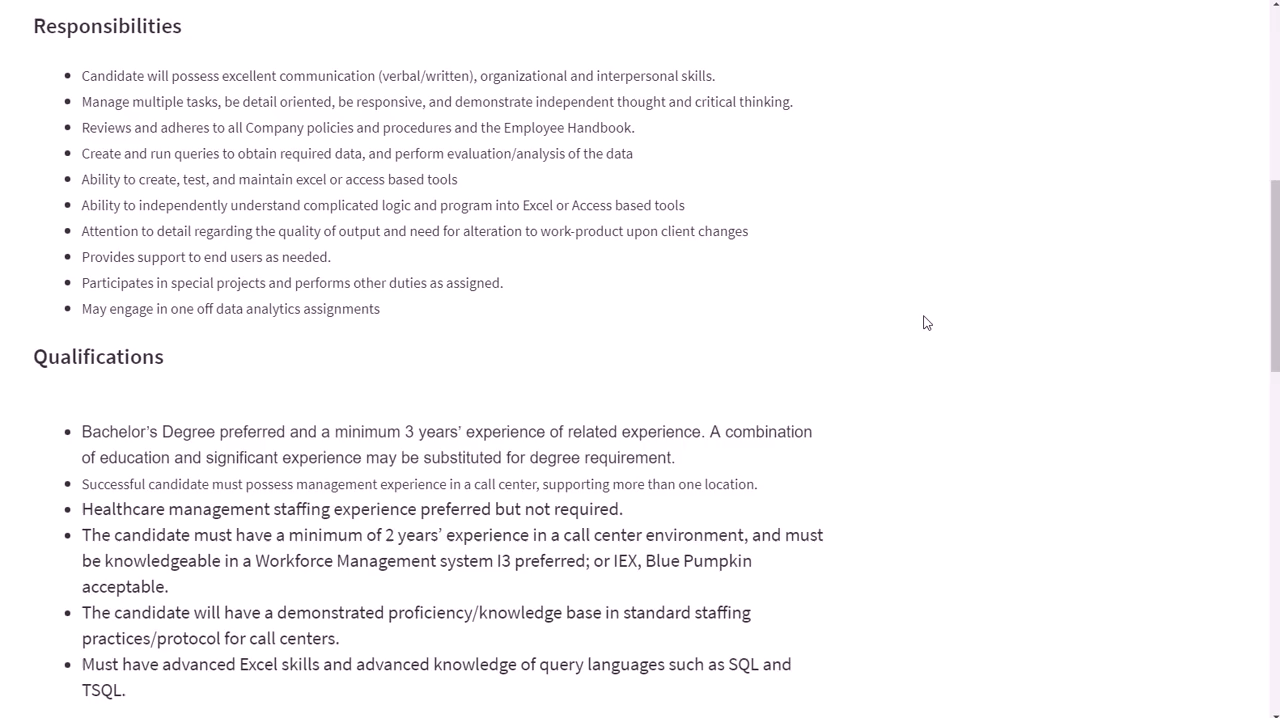 Responsibilities
Candidate will possess excellent communication (verbal/written), organizational and interpersonal skills.
Manage multiple tasks, be detail oriented, be responsive, and demonstrate independent thought and critical thinking.
Reviews and adheres to all Company policies and procedures and the Employee Handbook.
Create and run queries to obtain required data, and perform evaluation/analysis of the data
Ability to create, test, and maintain excel or access based tools
Ability to independently understand complicated logic and program into Excel or Access based tools
Attention to detail regarding the quality of output and need for alteration to work-product upon client changes
Provides support to end users as needed.
Participates in special projects and performs other duties as assigned.
May engage in one off data analytics assignments
Qualifications
Bachelor's Degree preferred and a minimum 3 years' experience of related experience. A combination
of education and significant experience may be substituted for degree requirement.
Successful candidate must possess management experience in a call center, supporting more than one location.
Healthcare management staffing experience preferred but not required.
The candidate must have a minimum of 2 years’ experience in a call center environment, and must
be knowledgeable in a Workforce Management system I3 preferred; or IEX, Blue Pumpkin
acceptable.
The candidate will have a demonstrated proficiency/knowledge base in standard staffing
practices/protocol for call centers.
Must have advanced Excel skills and advanced knowledge of query languages such as SQL and
TSQL.